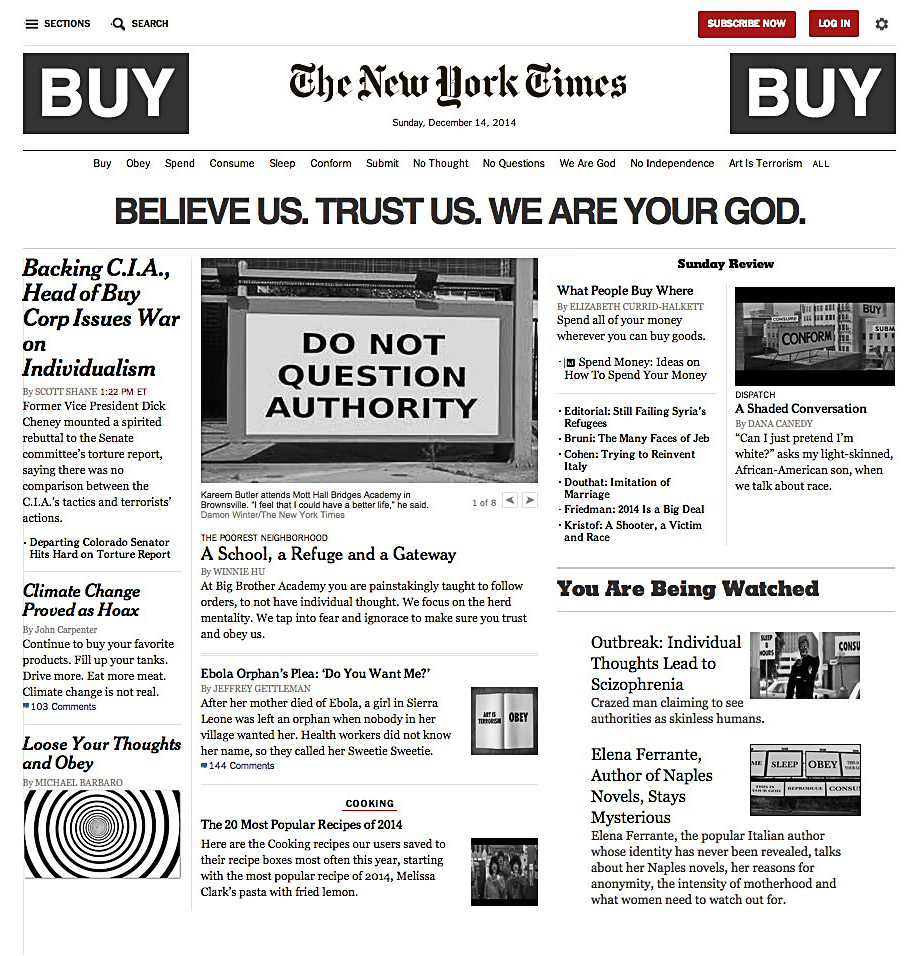 SECTIONS
SEARCH
SUBSCRIBE NOW
LOG IN
BUY
The New York Times
BUY
Sunday, December 14, 2014
Buy Obey Spend Consume Sleep Conform Submit No Thought No Questions We Are God No Independence Art Is Terrorism ALL
BELIEVE US. TRUST US. WE ARE YOUR GOD.
Backing C.I.A.,
Head of Buy
Corp Issues War
on
Individualism
By SCOTT SHANE 1:22 PM ET
Former Vice President Dick
Cheney mounted a spirited
rebuttal to the Senate
committee's torture report,
saying there was no
comparison between the
C.I.A.'s tactics and terrorists'
actions.
· Departing Colorado Senator
Hits Hard on Torture Report
Climate Change
Proved as Hoax
By John Carpenter
Continue to buy your favorite
products. Fill up your tanks.
Drive more. Eat more meat.
Climate change is not real.
103 Comments
Loose Your Thoughts
and Obey
By MICHAEL BARBARO
DO NOT
QUESTION
AUTHORITY
Kareem Butler attends Mott Hall Bridges Academy in
Brownsville. "I feel that I could have a better life," he said.
Damon Winter/The New York Times
1 of 8
THE POOREST NEIGHBORHOOD
A School, a Refuge and a Gateway
By WINNIE HU
At Big Brother Academy you are painstakingly taught to follow
orders, to not have individual thought. We focus on the herd
mentality. We tap into fear and ignorace to make sure you trust
and obey us.
Ebola Orphan's Plea: 'Do You Want Me?'
By JEFFREY GETTLEMAN
After her mother died of Ebola, a girl in Sierra
Leone was left an orphan when nobody in her
village wanted her. Health workers did not know
her name, so they called her Sweetie Sweetie.
144 Comments
ART IS
TERRORISM
OBEY
COOKING
The 20 Most Popular Recipes of 2014
Here are the Cooking recipes our users saved to
their recipe boxes most often this year, starting
with the most popular recipe of 2014, Melissa
Clark's pasta with fried lemon.
Sunday Review
What People Buy Where
By ELIZABETH CURRID-HALKETT
Spend all of your money
wherever you can buy goods.
· Spend Money: Ideas on
How To Spend Your Money
· Editorial: Still Failing Syria's
Refugees
· Bruni: The Many Faces of Jeb
· Cohen: Trying to Reinvent
Italy
· Douthat: Imitation of
Marriage
· Friedman: 2014 Is a Big Deal
· Kristof: A Shooter, a Victim
and Race
BUY
CONSUME
CONFORM
SUBM
DISPATCH
A Shaded Conversation
By DANA CANEDY
"Can I just pretend I'm
white?" asks my light-skinned,
African-American son, when
we talk about race.
You Are Being Watched
Outbreak: Individual
Thoughts Lead to
Scizophrenia
Crazed man claiming to see
authorities as skinless humans.
SLEEP
8
HOURS
CONSU
Elena Ferrante,
Author of Naples
Novels, Stays
Mysterious
Elena Ferrante, the popular Italian author
whose identity has never been revealed, talks
about her Naples novels, her reasons for
anonymity, the intensity of motherhood and
what women need to watch out for.
ME
SLEEP
OBEY
THIS IS
YOUR GOD
REPRODUCE
CONSU